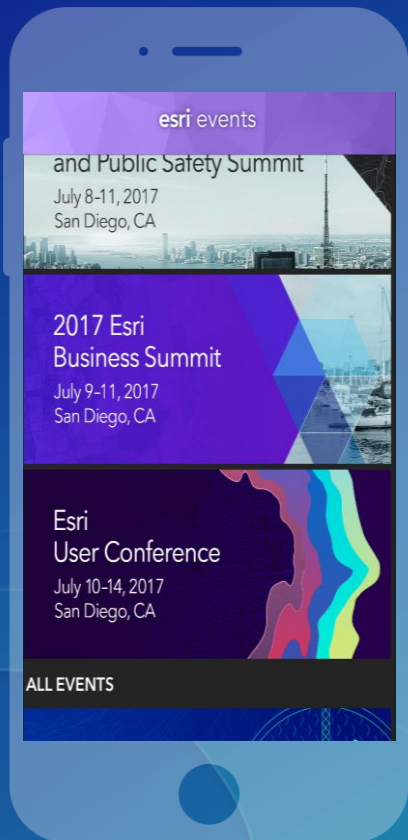 esri events
and Public Safety Summit
July 8-11, 2017
San Diego, CA
2017 Esri
Business Summit
July 9-11, 2017
San Diego, CA
Esri
User Conference
July 10-14, 2017
San Diego, CA
ALL EVENTS